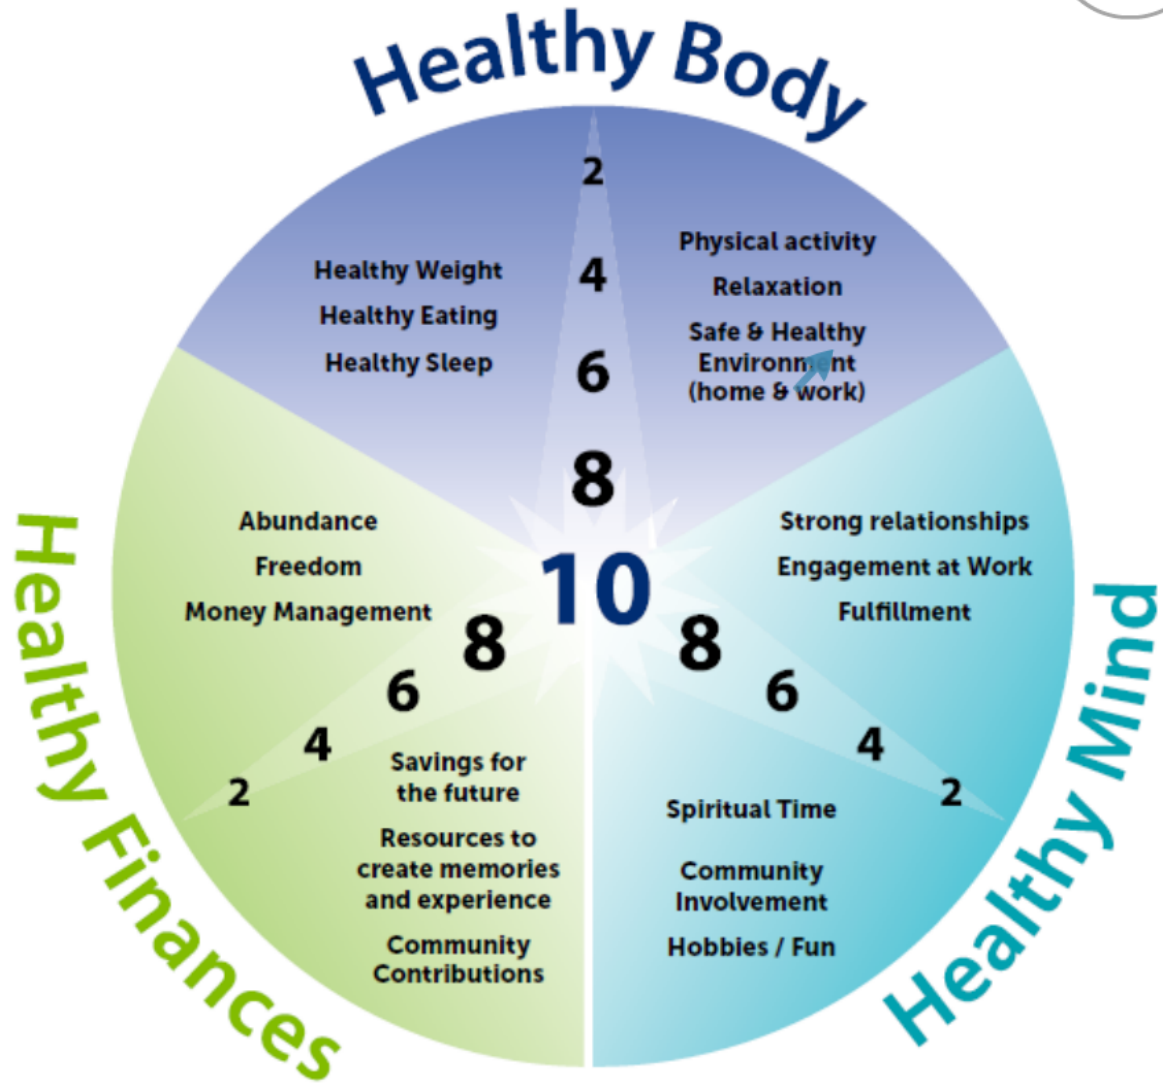 Healthy Body
2
4
6
8
10
Healthy Weight
Healthy Eating
Healthy Sleep
Physical activity
Relaxation
Safe & Healthy
Environment
(home & work)
Strong relationships
Engagement at Work
Fulfillment
8
6
4
2
Spiritual Time
Community
Involvement
Hobbies / Fun
Healthy Mind
Abundance
Freedom
Money Management
8
6
4
2
Savings for
the future
Resources to
create memories
and experience
Community
Contributions
Healthy Finances